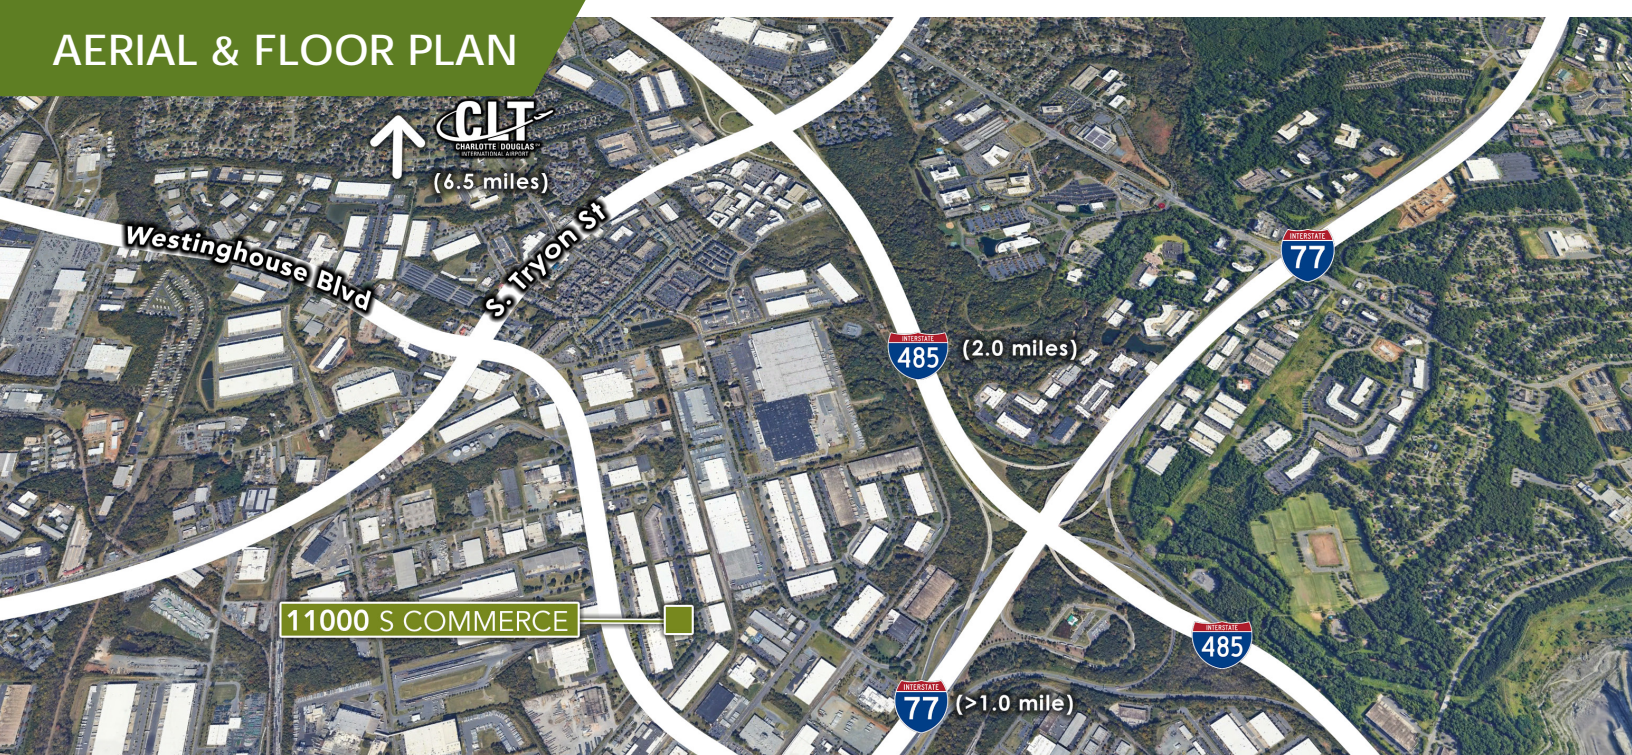 AERIAL & FLOOR PLAN
CLT
CHARLOTTE DOUGLAS
INTERNATIONAL AIRPORT
(6.5 miles)
Westinghouse Blvd
S. Tryon St
INTERSTATE
77
INTERSTATE
485
(2.0 miles)
11000 S COMMERCE
INTERSTATE
485
INTERSTATE
77
(>1.0 mile)